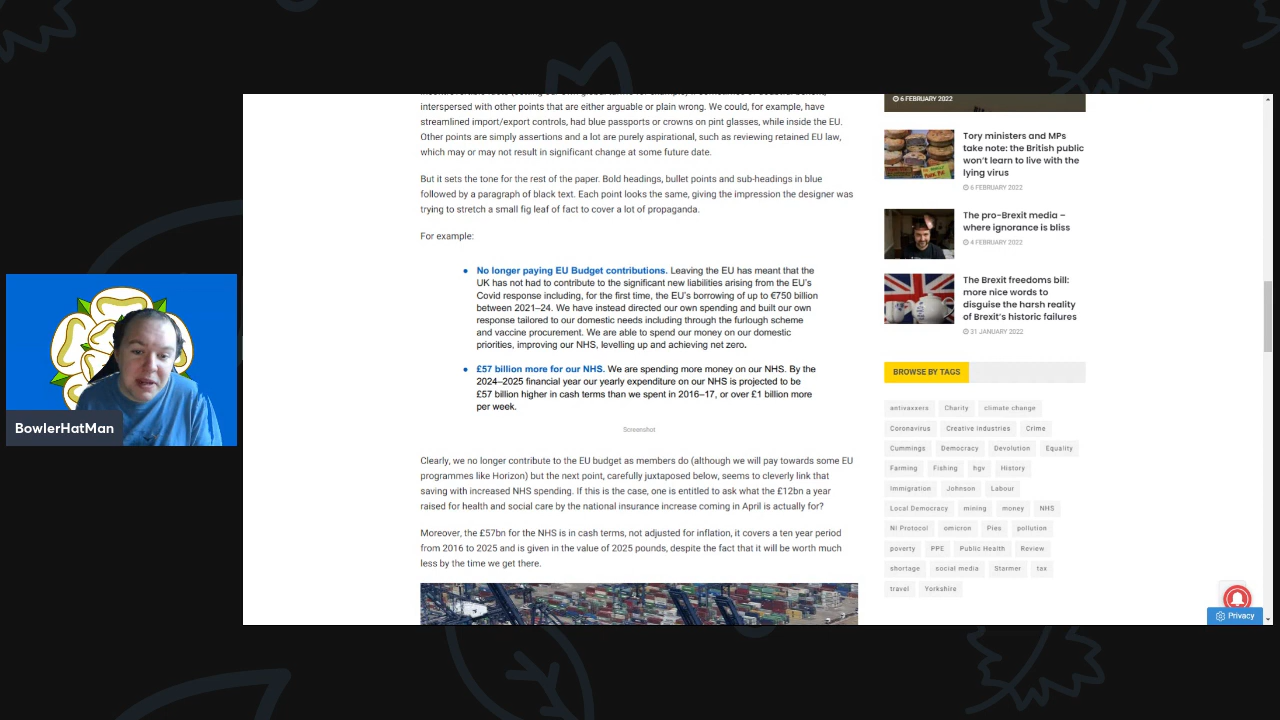 interspersed with other points that are either arguable or plain wrong. We could, for example, have
streamlined import/export controls, had blue passports or crowns on pint glasses, while inside the EU.
Other points are simply assertions and a lot are purely aspirational, such as reviewing retained EU law,
which may or may not result in significant change at some future date.
But it sets the tone for the rest of the paper. Bold headings, bullet points and sub-headings in blue
followed by a paragraph of black text. Each point looks the same, giving the impression the designer was
trying to stretch a small fig leaf of fact to cover a lot of propaganda.
For example:
• No longer paying EU Budget contributions. Leaving the EU has meant that the
UK has not had to contribute to the significant new liabilities arising from the EU's
Covid response including, for the first time, the EU's borrowing of up to €750 billion
between 2021–24. We have instead directed our own spending and built our own
response tailored to our domestic needs including through the furlough scheme
and vaccine procurement. We are able to spend our money on our domestic
priorities, improving our NHS, levelling up and achieving net zero.
• £57 billion more for our NHS. We are spending more money on our NHS. By the
2024–2025 financial year our yearly expenditure on our NHS is projected to be
£57 billion higher in cash terms than we spent in 2016–17, or over £1 billion more
per week.
Screenshot
Clearly, we no longer contribute to the EU budget as members do (although we will pay towards some EU
programmes like Horizon) but the next point, carefully juxtaposed below, seems to cleverly link that
saving with increased NHS spending. If this is the case, one is entitled to ask what the £12bn a year
raised for health and social care by the national insurance increase coming in April is actually for?
Moreover, the £57bn for the NHS is in cash terms, not adjusted for inflation, it covers a ten year period
from 2016 to 2025 and is given in the value of 2025 pounds, despite the fact that it will be worth much
less by the time we get there.
6 FEBRUARY 2022
Tory ministers and MPs
take note: the British public
won't learn to live with the
lying virus
6 FEBRUARY 2022
The pro-Brexit media –
where ignorance is bliss
4 FEBRUARY 2022
The Brexit freedoms bill:
more nice words to
disguise the harsh reality
of Brexit's historic failures
31 JANUARY 2022
BROWSE BY TAGS
antivaxxers Charity climate change
Coronavirus Creative industries Crime
Cummings Democracy Devolution Equality
Farming Fishing hgv History
Immigration Johnson Labour
Local Democracy mining money NHS
NI Protocol omicron Pies pollution
poverty PPE Public Health Review
shortage social media Starmer tax
travel Yorkshire
Privacy
BowlerHatMan